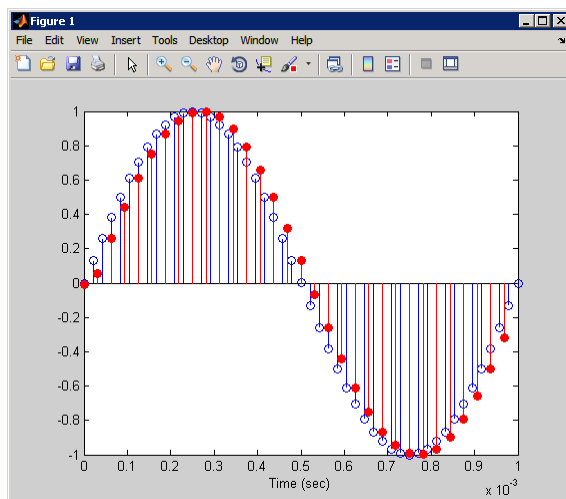 Figure 1
File Edit View Insert Tools Desktop Window Help
1
0.8
0.6
0.4
0.2
0
-0.2
-0.4
-0.6
-0.8
-1
0 0.1 0.2 0.3 0.4 0.5 0.6 0.7 0.8 0.9 1
Time (sec)
x 10⁻³